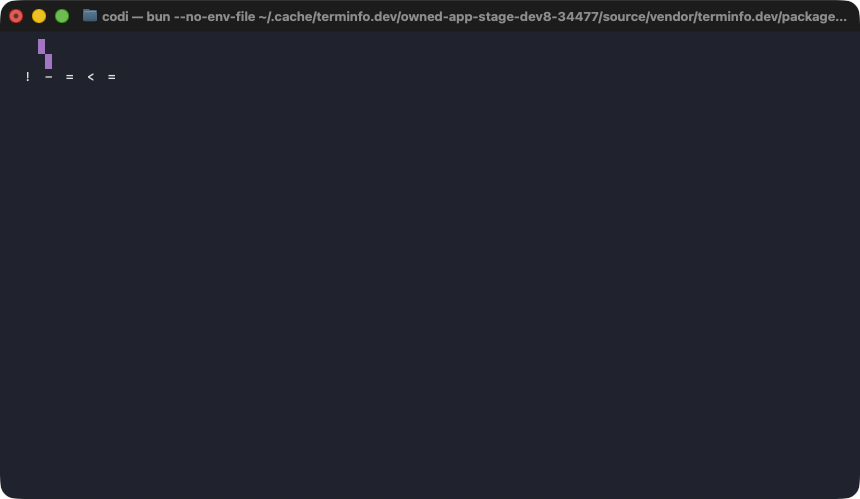 codi — bun --no-env-file ~/.cache/terminfo.dev/owned-app-stage-dev8-34477/source/vendor/terminfo.dev/package...
! − = < =